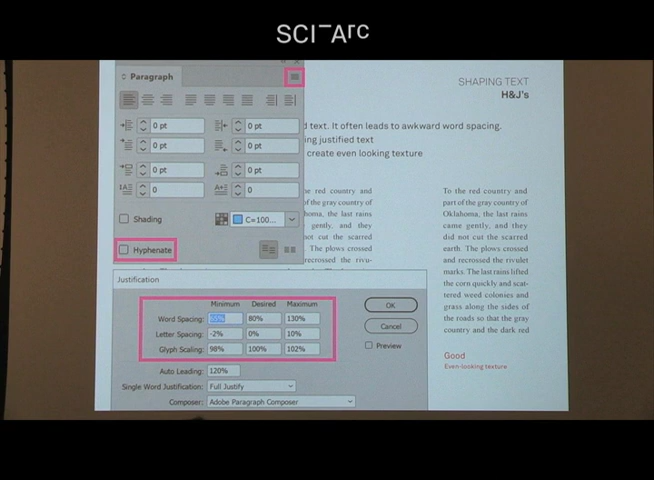 SCI-Arc
Paragraph
SHAPING TEXT
H&J's
text. It often leads to awkward word spacing.
ing justified text
create even looking texture
0 pt
0 pt
0 pt
0 pt
0 pt
0 pt
0
0
Shading
C=100...
Hyphenate
he red country and
of the gray country of
homa, the last rains
gently, and they
not cut the scarred
The plows crossed
recrossed the rivu-
To the red country and
part of the gray country of
Oklahoma, the last rains
came gently, and they
did not cut the scarred
earth. The plows crossed
and recrossed the rivulet
marks. The last rains lifted
the corn quickly and scat-
tered weed colonies and
grass along the sides of
the roads so that the gray
country and the dark red
Good
Even-looking texture
Justification
Minimum Desired Maximum
Word Spacing: 80% 130%
Letter Spacing: -2% 0% 10%
Glyph Scaling: 98% 100% 102%
Auto Leading: 120%
Single Word Justification: Full Justify
Composer: Adobe Paragraph Composer
OK
Cancel
Preview